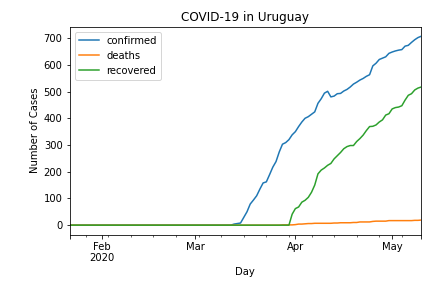 COVID-19 in Uruguay
confirmed
deaths
recovered
Number of Cases
700
600
500
400
300
200
100
0
Feb
2020
Mar
Apr
May
Day